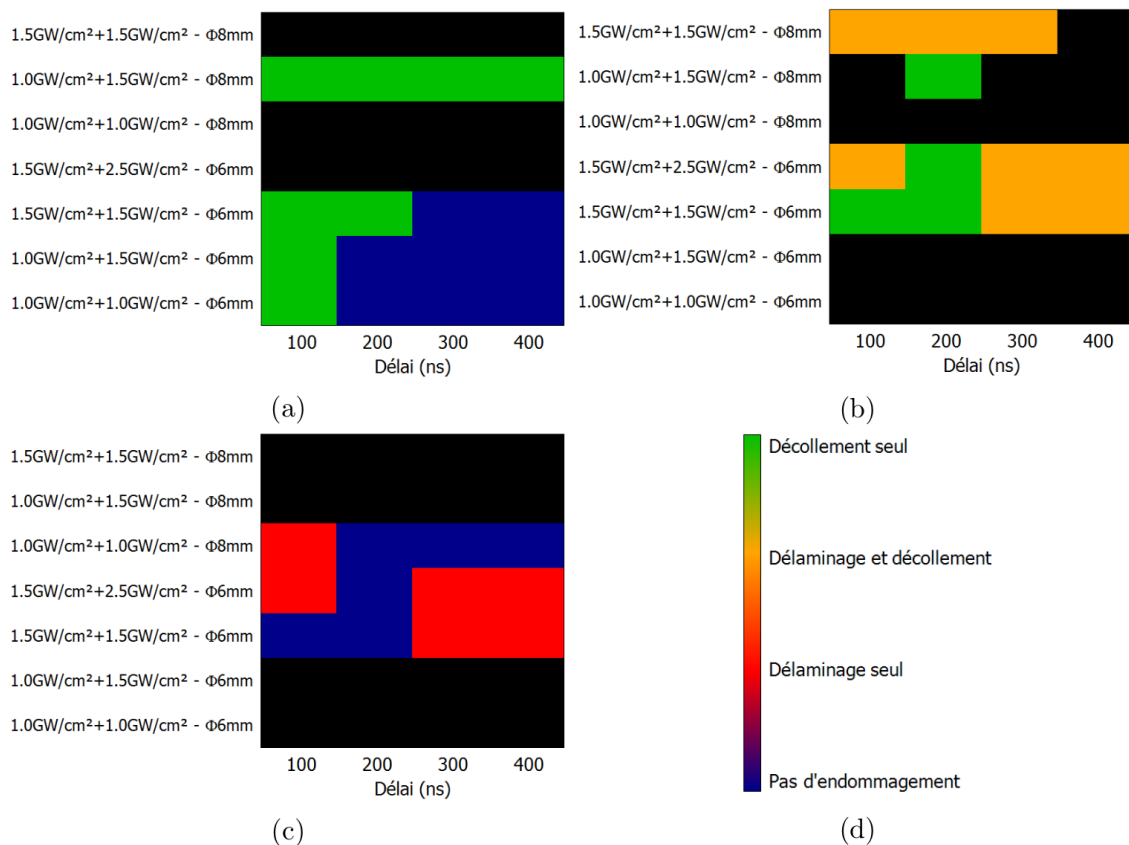 1.5GW/cm²+1.5GW/cm² - Φ8mm
1.0GW/cm²+1.5GW/cm² - Φ8mm
1.0GW/cm²+1.0GW/cm² - Φ8mm
1.5GW/cm²+2.5GW/cm² - Φ6mm
1.5GW/cm²+1.5GW/cm² - Φ6mm
1.0GW/cm²+1.5GW/cm² - Φ6mm
1.0GW/cm²+1.0GW/cm² - Φ6mm
100 200 300 400
Délai (ns)
(a)
1.5GW/cm²+1.5GW/cm² - Φ8mm
1.0GW/cm²+1.5GW/cm² - Φ8mm
1.0GW/cm²+1.0GW/cm² - Φ8mm
1.5GW/cm²+2.5GW/cm² - Φ6mm
1.5GW/cm²+1.5GW/cm² - Φ6mm
1.0GW/cm²+1.5GW/cm² - Φ6mm
1.0GW/cm²+1.0GW/cm² - Φ6mm
100 200 300 400
Délai (ns)
(b)
1.5GW/cm²+1.5GW/cm² - Φ8mm
1.0GW/cm²+1.5GW/cm² - Φ8mm
1.0GW/cm²+1.0GW/cm² - Φ8mm
1.5GW/cm²+2.5GW/cm² - Φ6mm
1.5GW/cm²+1.5GW/cm² - Φ6mm
1.0GW/cm²+1.5GW/cm² - Φ6mm
1.0GW/cm²+1.0GW/cm² - Φ6mm
100 200 300 400
Délai (ns)
(c)
Décollement seul
Délaminage et décollement
Délaminage seul
Pas d'endommagement
(d)